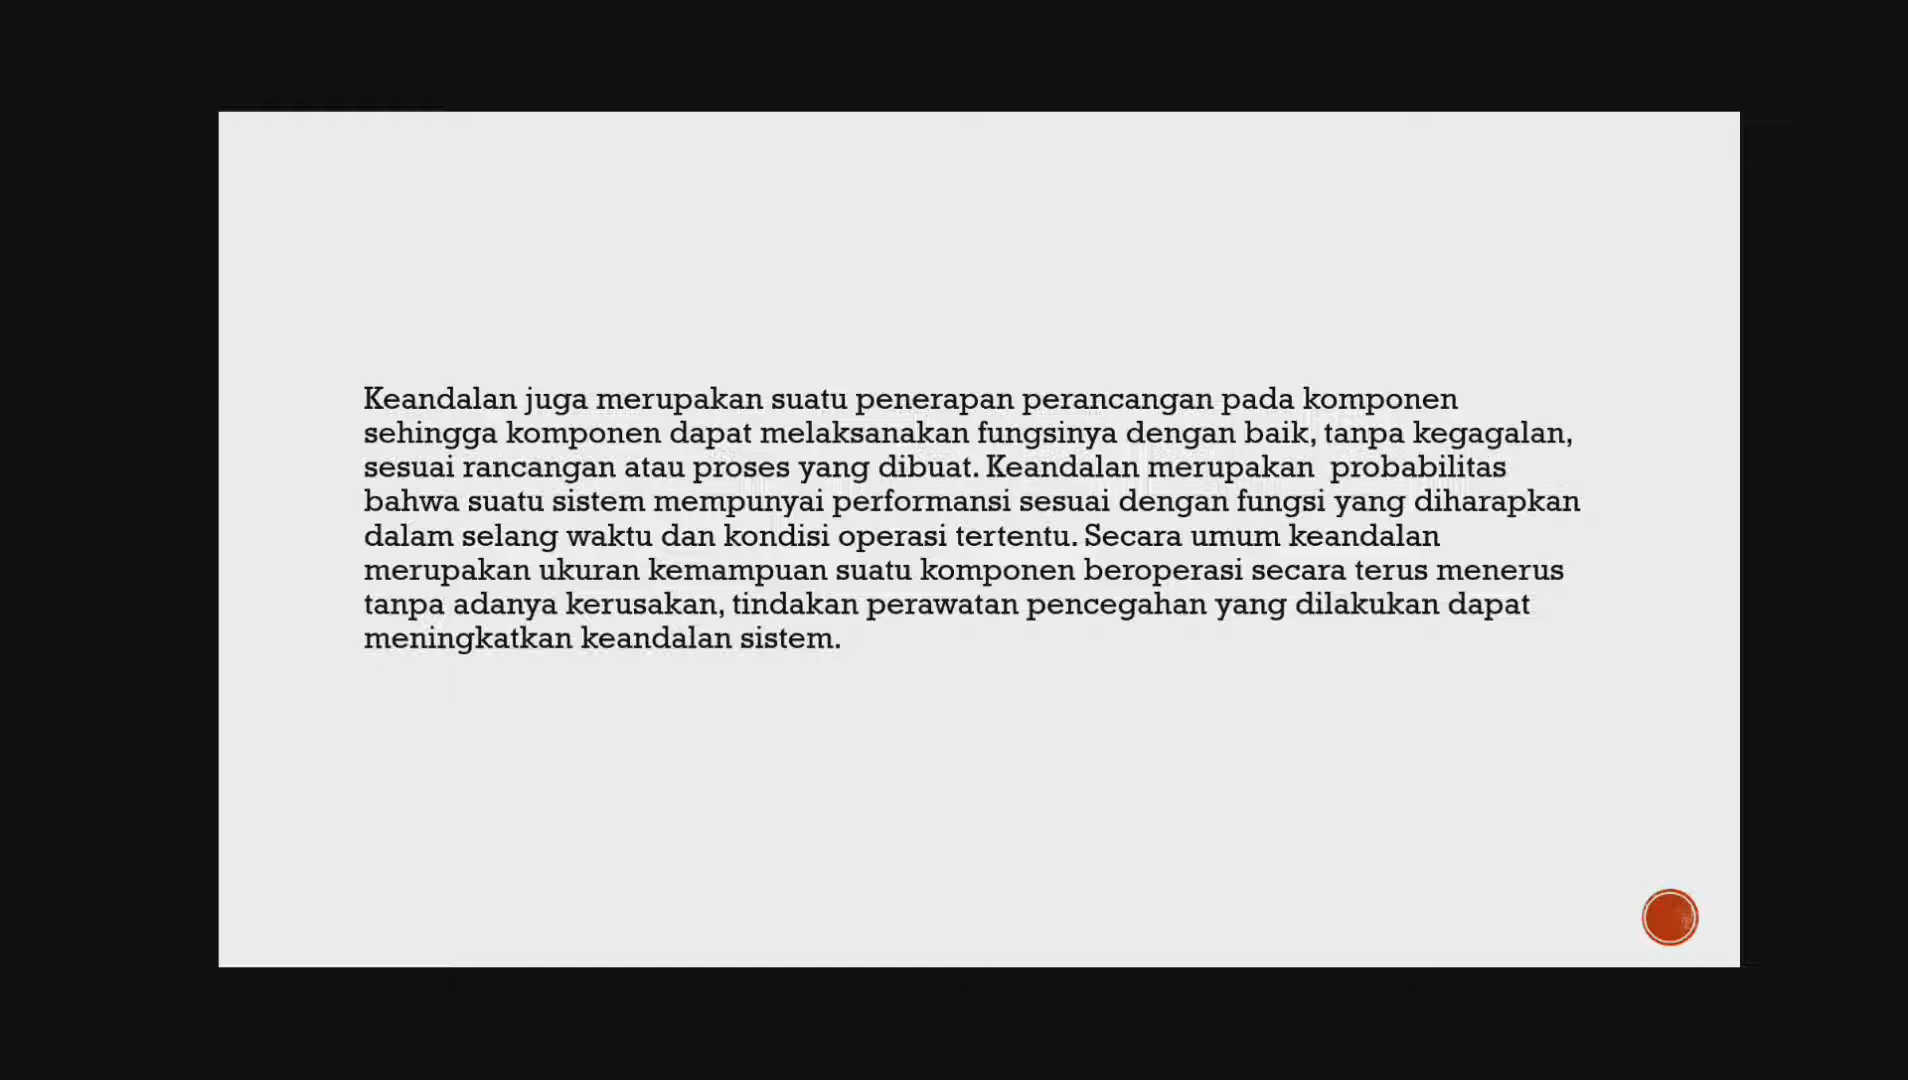 Keandalan juga merupakan suatu penerapan perancangan pada komponen
sehingga komponen dapat melaksanakan fungsinya dengan baik, tanpa kegagalan,
sesuai rancangan atau proses yang dibuat. Keandalan merupakan  probabilitas
bahwa suatu sistem mempunyai performansi sesuai dengan fungsi yang diharapkan
dalam selang waktu dan kondisi operasi tertentu. Secara umum keandalan
merupakan ukuran kemampuan suatu komponen beroperasi secara terus menerus
tanpa adanya kerusakan, tindakan perawatan pencegahan yang dilakukan dapat
meningkatkan keandalan sistem.